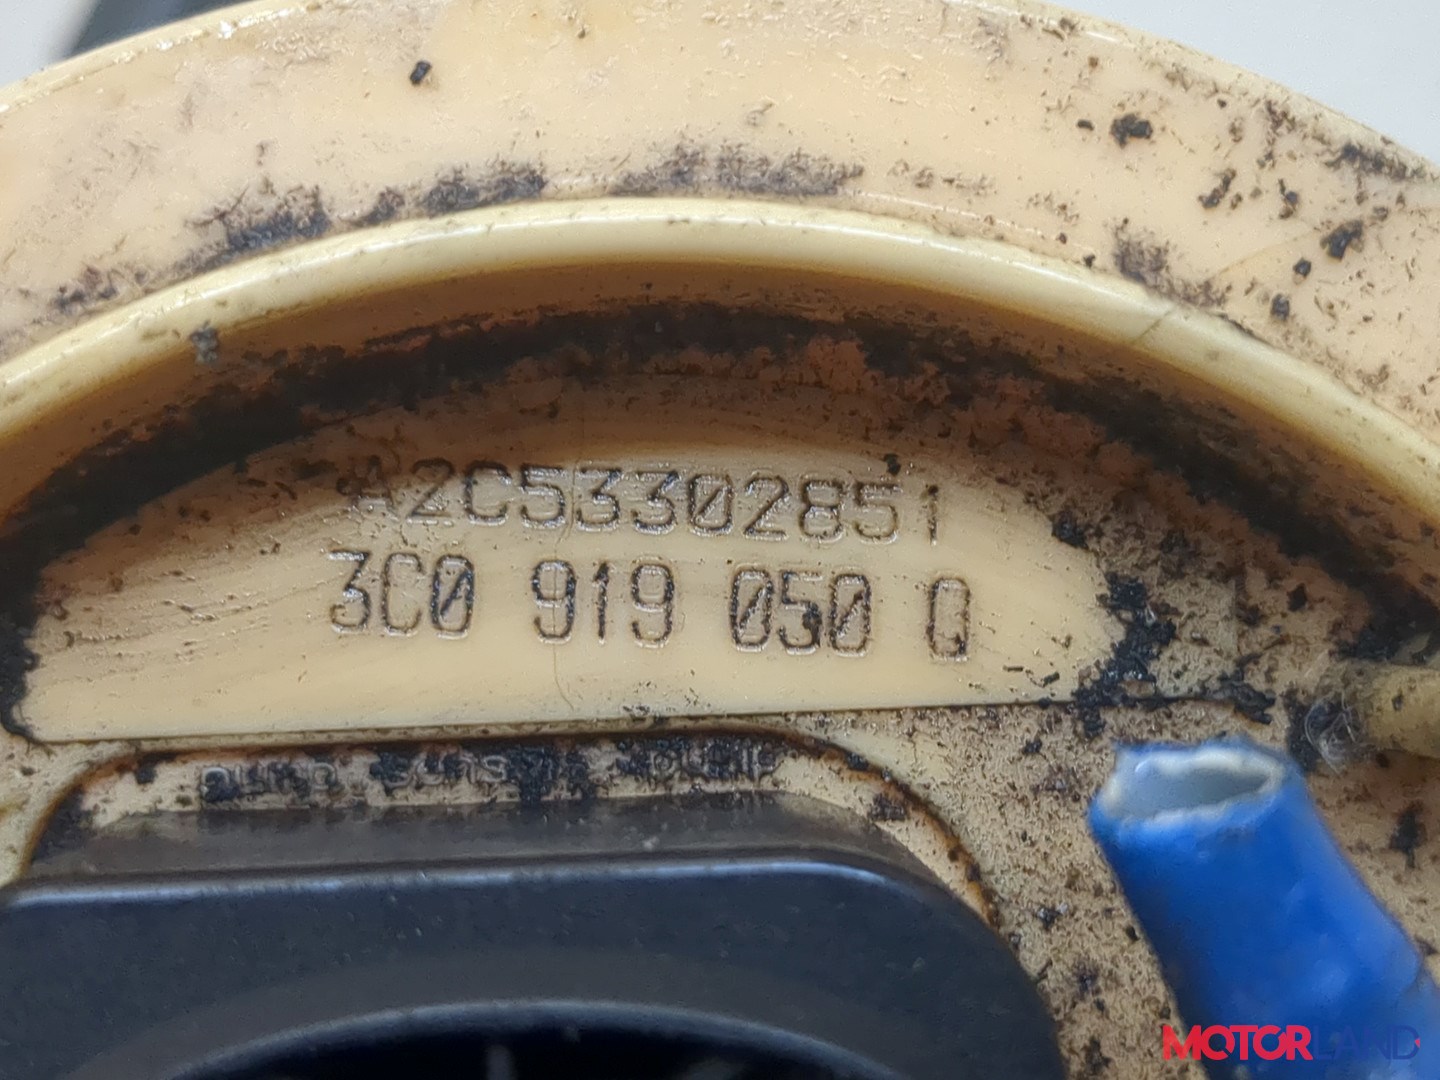 A2C53302851
3C0 919 050 Q
MOTORLAND